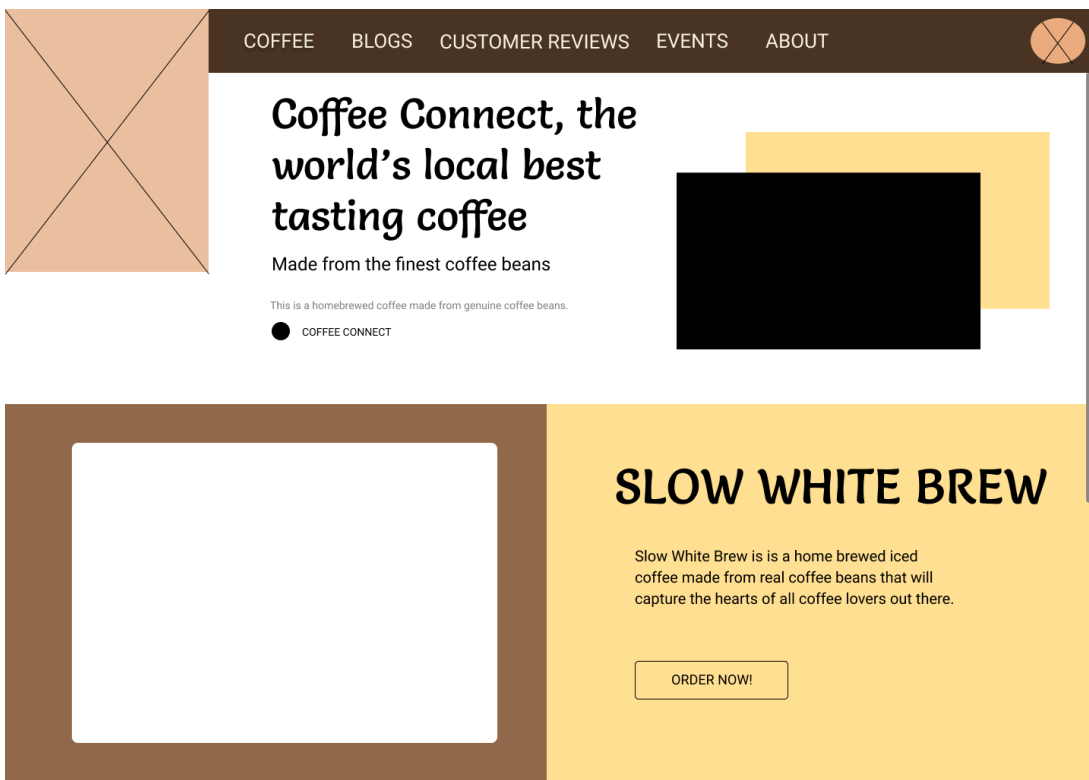 COFFEE BLOGS CUSTOMER REVIEWS EVENTS ABOUT
Coffee Connect, the
world's local best
tasting coffee
Made from the finest coffee beans
This is a homebrewed coffee made from genuine coffee beans.
COFFEE CONNECT
SLOW WHITE BREW
Slow White Brew is is a home brewed iced
coffee made from real coffee beans that will
capture the hearts of all coffee lovers out there.
ORDER NOW!